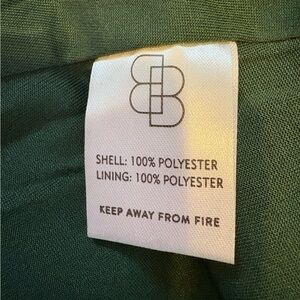 SHELL: 100% POLYESTER
LINING: 100% POLYESTER
KEEP AWAY FROM FIRE